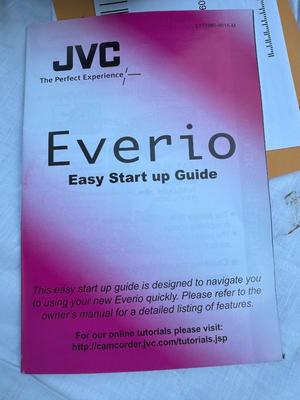 JVC
The Perfect Experience
Everio
Easy Start up Guide
This easy start up guide is designed to navigate you
to using your new Everio quickly. Please refer to the
owner's manual for a detailed listing of features.
For our online tutorials please visit:
http://camcorder.jvc.com/tutorials.jsp